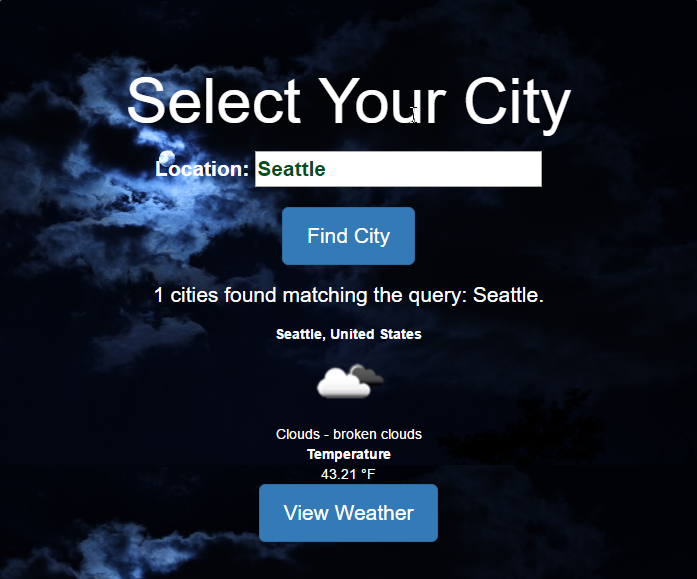 Select Your City
Location: Seattle
Find City
1 cities found matching the query: Seattle.
Seattle, United States
Clouds - broken clouds
Temperature
43.21 °F
View Weather